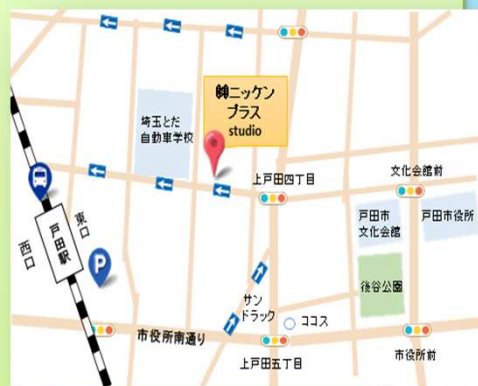 ㈱ニッケン
プラス
studio
埼玉とだ
自動車学校
上戸田四丁目
文化会館前
戸田市
文化会館
戸田市役所
後谷公園
西口
戸田駅
東口
P
サン
ドラック
ココス
市役所南通り
上戸田五丁目
市役所前